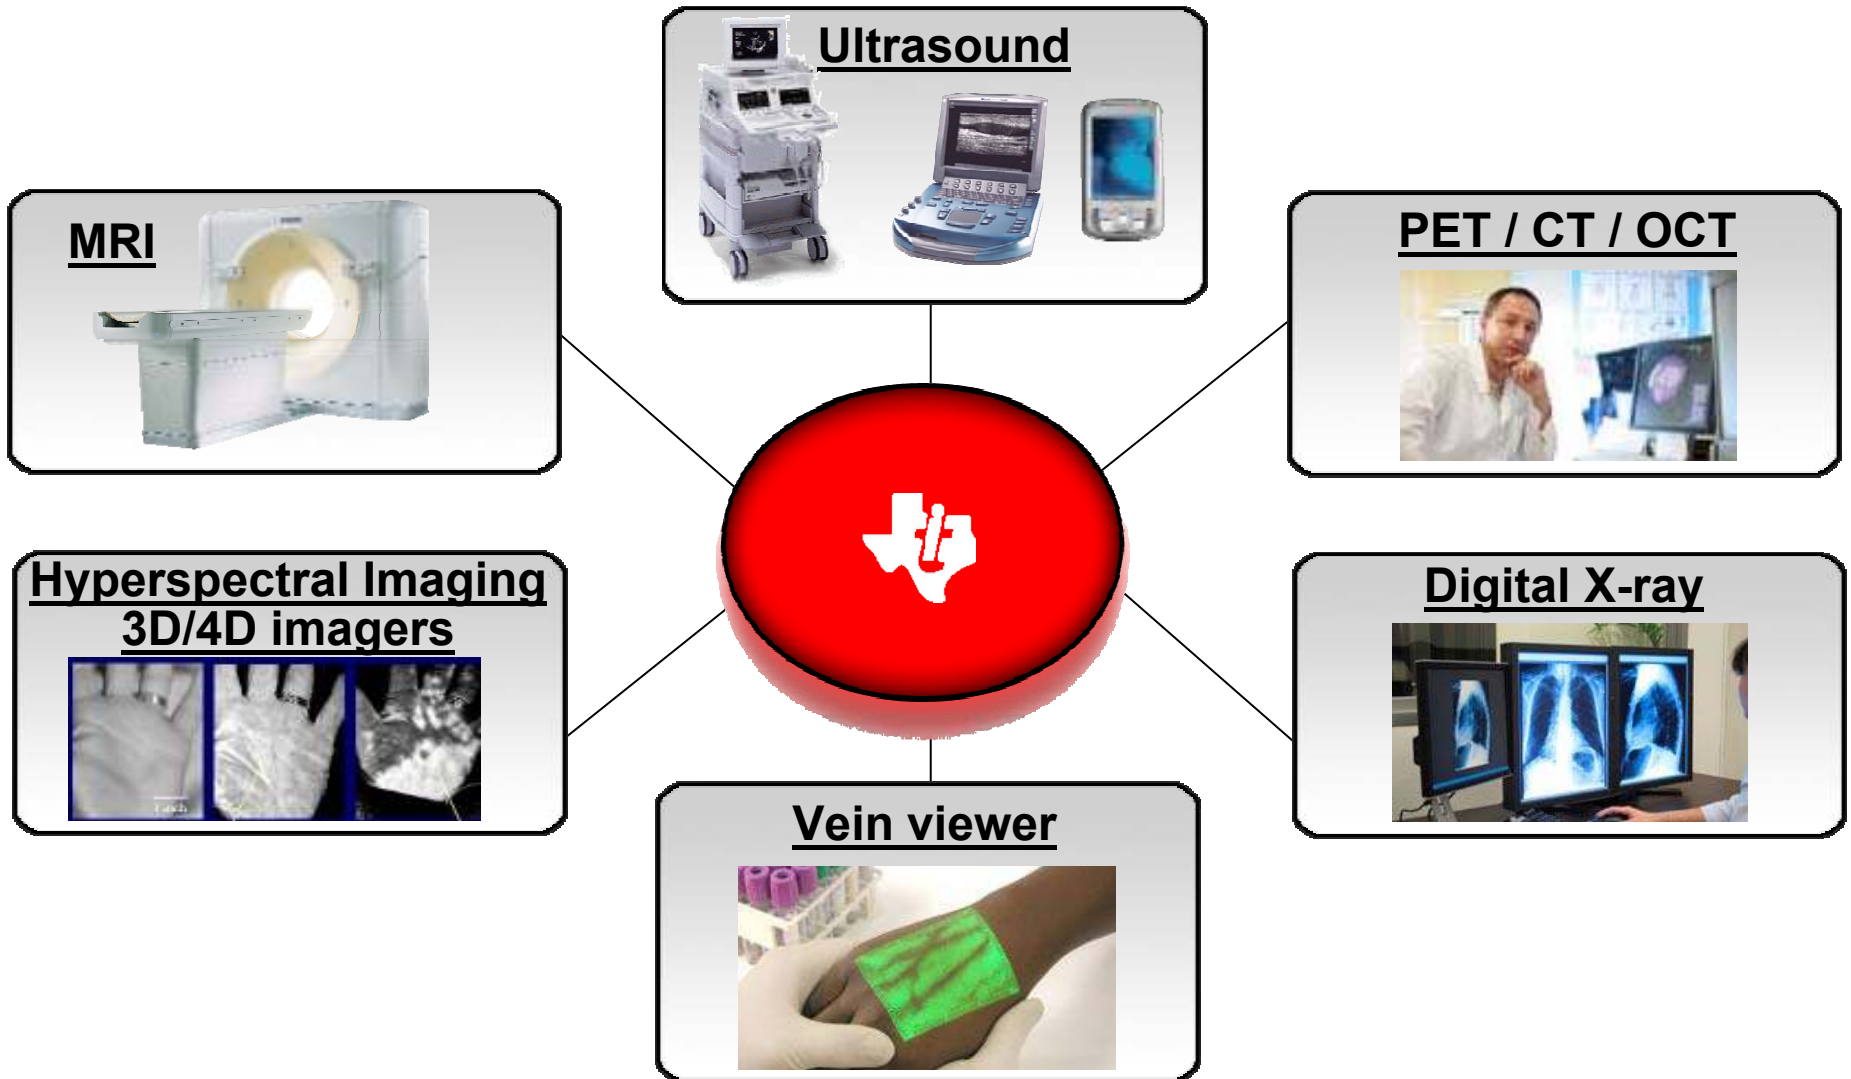 Ultrasound
MRI
PET / CT / OCT
Hyperspectral Imaging
3D/4D imagers
Digital X-ray
Vein viewer